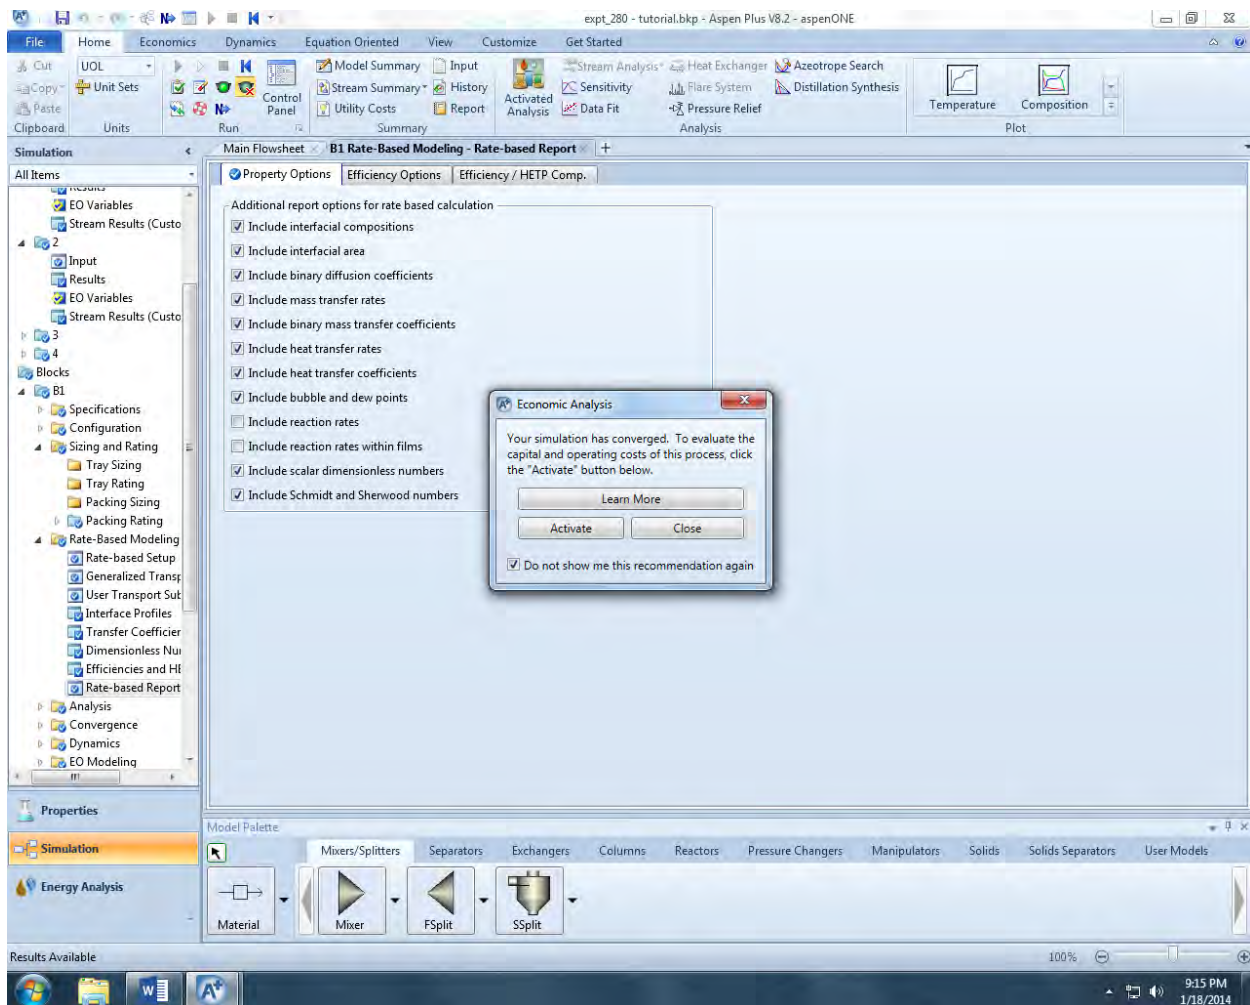 expt_280 - tutorial.bkp - Aspen Plus V8.2 - aspenONE
File Home Economics Dynamics Equation Oriented View Customize Get Started
Cut
Copy
Paste
Clipboard
UOL
Unit Sets
Units
N→
Control Panel
Run
Model Summary
Stream Summary
Utility Costs
Input
History
Report
Summary
Activated Analysis
Stream Analysis
Sensitivity
Data Fit
Heat Exchanger
Flare System
Pressure Relief
Azeotrope Search
Distillation Synthesis
Analysis
Temperature
Composition
Plot
Simulation
All Items
Results
EO Variables
Stream Results (Custo
2
Input
Results
EO Variables
Stream Results (Custo
3
4
Blocks
B1
Specifications
Configuration
Sizing and Rating
Tray Sizing
Tray Rating
Packing Sizing
Packing Rating
Rate-Based Modeling
Rate-based Setup
Generalized Transp
User Transport Sub
Interface Profiles
Transfer Coefficien
Dimensionless Nu
Efficiencies and HE
Rate-based Report
Analysis
Convergence
Dynamics
EO Modeling
Properties
Simulation
Energy Analysis
Main Flowsheet
B1 Rate-Based Modeling - Rate-based Report
+
Property Options
Efficiency Options
Efficiency / HETP Comp.
Additional report options for rate based calculation
Include interfacial compositions
Include interfacial area
Include binary diffusion coefficients
Include mass transfer rates
Include binary mass transfer coefficients
Include heat transfer rates
Include heat transfer coefficients
Include bubble and dew points
Include reaction rates
Include reaction rates within films
Include scalar dimensionless numbers
Include Schmidt and Sherwood numbers
Economic Analysis
Your simulation has converged. To evaluate the
capital and operating costs of this process, click
the "Activate" button below.
Learn More
Activate
Close
Do not show me this recommendation again
Model Palette
Mixers/Splitters Separators Exchangers Columns Reactors Pressure Changers Manipulators Solids Solids Separators User Models
Material
Mixer
FSplit
SSplit
Results Available
100%
9:15 PM
1/18/2014